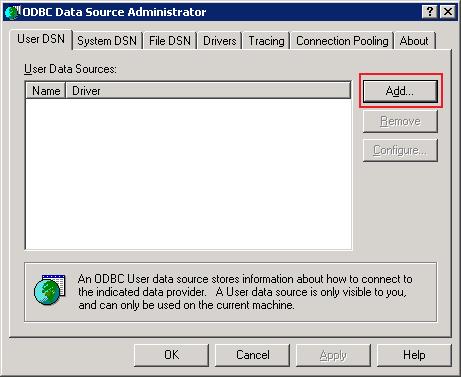 ODBC Data Source Administrator
User DSN System DSN File DSN Drivers Tracing Connection Pooling About
User Data Sources:
Name Driver
Add...
Remove
Configure...
An ODBC User data source stores information about how to connect
to the indicated data provider. A User data source is only visible to you,
and can only be used on the current machine.
OK Cancel Apply Help